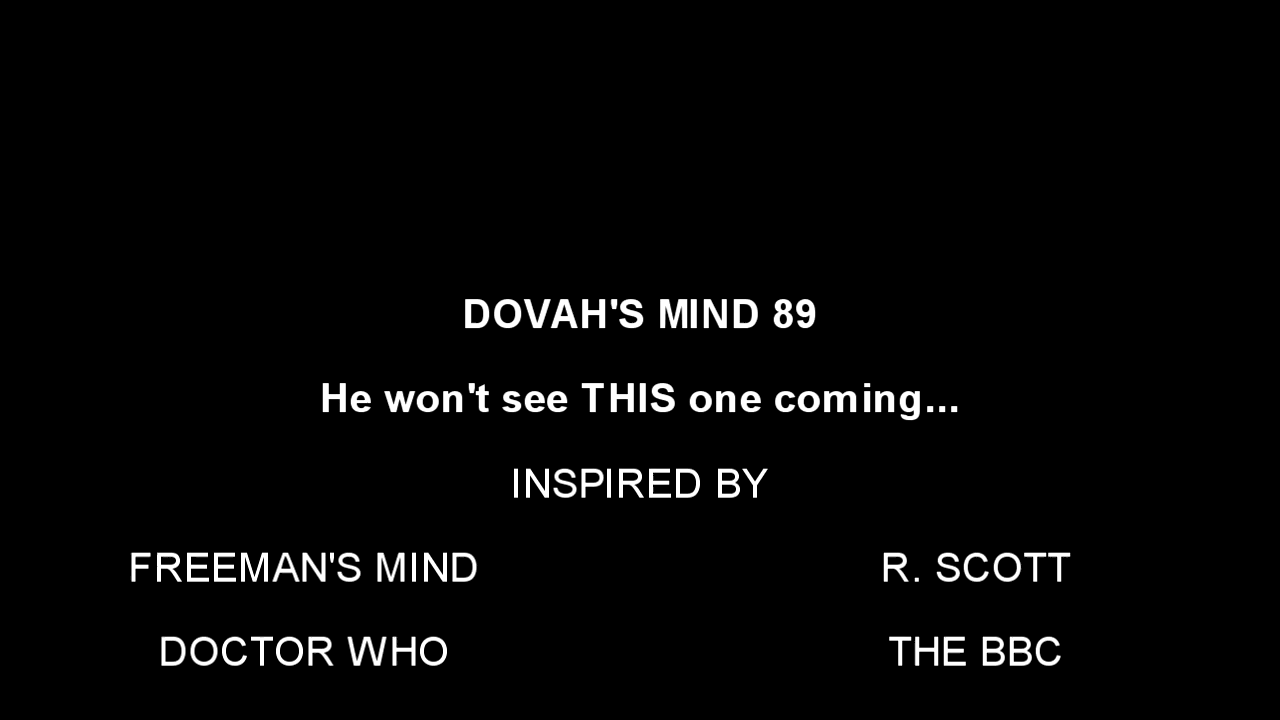 DOVAH'S MIND 89
He won't see THIS one coming...
INSPIRED BY
FREEMAN'S MIND R. SCOTT
DOCTOR WHO THE BBC